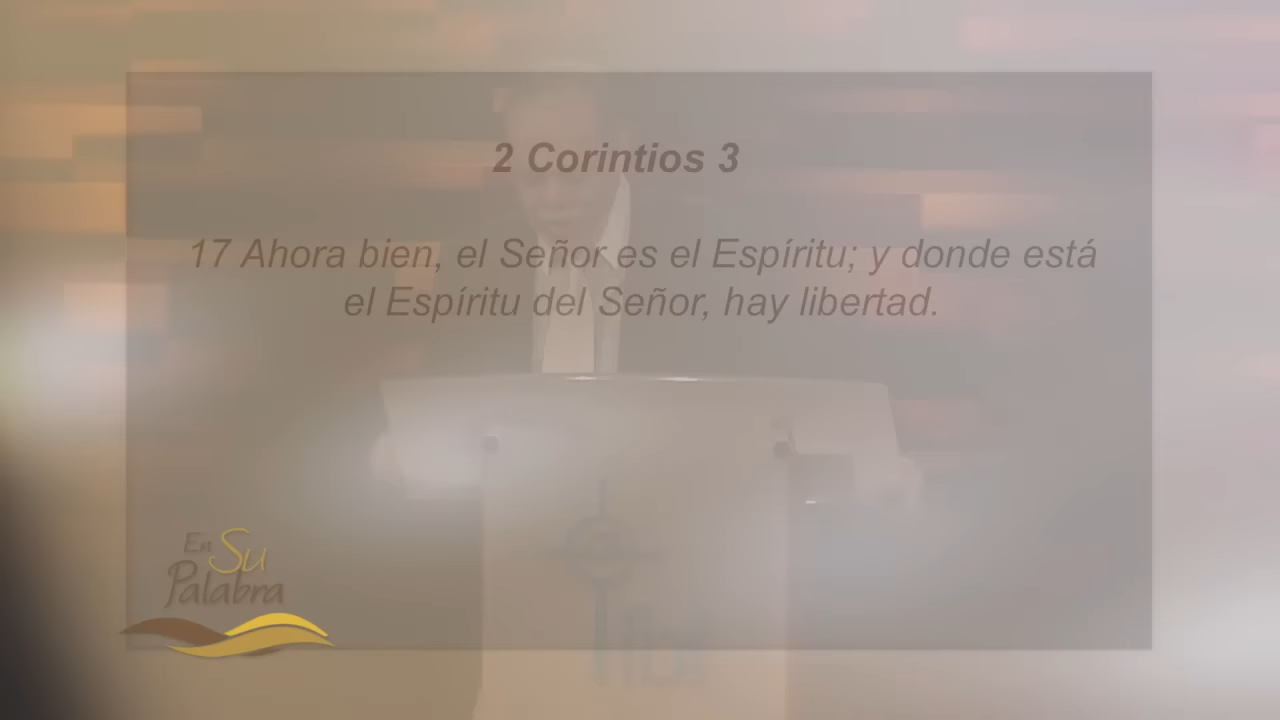 2 Corintios 3
17 Ahora bien, el Señor es el Espíritu; y donde está
el Espíritu del Señor, hay libertad.
En Su
Palabra